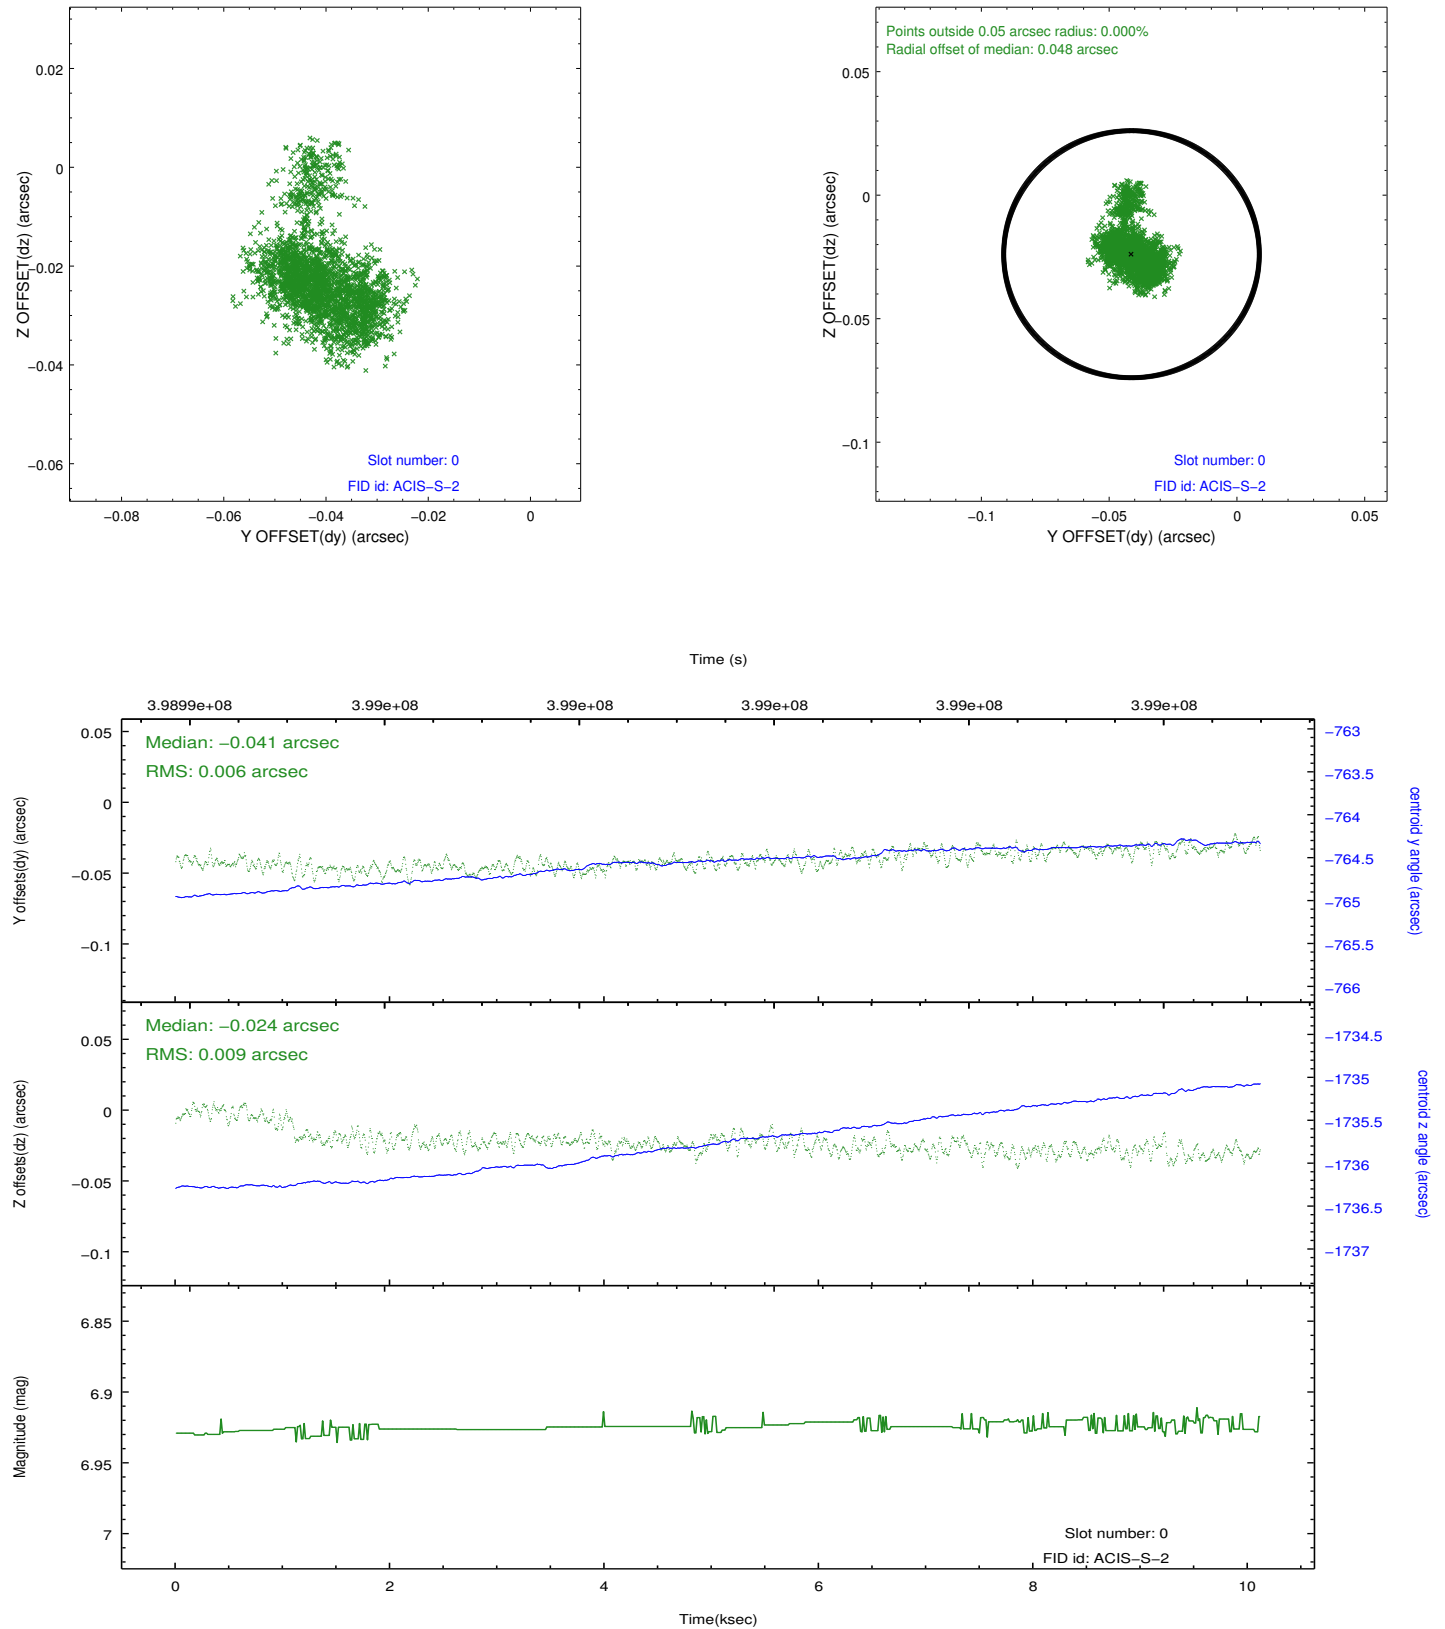 0.02
0
−0.02
−0.04
−0.06
Z OFFSET(dz) (arcsec)
Slot number: 0
FID id: ACIS−S−2
−0.08
−0.06
−0.04
−0.02
0
Y OFFSET(dy) (arcsec)
Points outside 0.05 arcsec radius: 0.000%
Radial offset of median: 0.048 arcsec
0.05
0
−0.05
−0.1
Z OFFSET(dz) (arcsec)
Slot number: 0
FID id: ACIS−S−2
−0.1
−0.05
0
0.05
Y OFFSET(dy) (arcsec)
Time (s)
3.9899e+08
3.99e+08
3.99e+08
3.99e+08
3.99e+08
3.99e+08
Median: −0.041 arcsec
RMS: 0.006 arcsec
0.05
0
−0.05
−0.1
Y offsets(dy) (arcsec)
−763
−763.5
−764
−764.5
−765
−765.5
−766
centroid y angle (arcsec)
Median: −0.024 arcsec
RMS: 0.009 arcsec
0.05
0
−0.05
−0.1
Z offsets(dz) (arcsec)
−1734.5
−1735
−1735.5
−1736
−1736.5
−1737
centroid z angle (arcsec)
6.85
6.9
6.95
7
Magnitude (mag)
Slot number: 0
FID id: ACIS−S−2
0
2
4
6
8
10
Time(ksec)